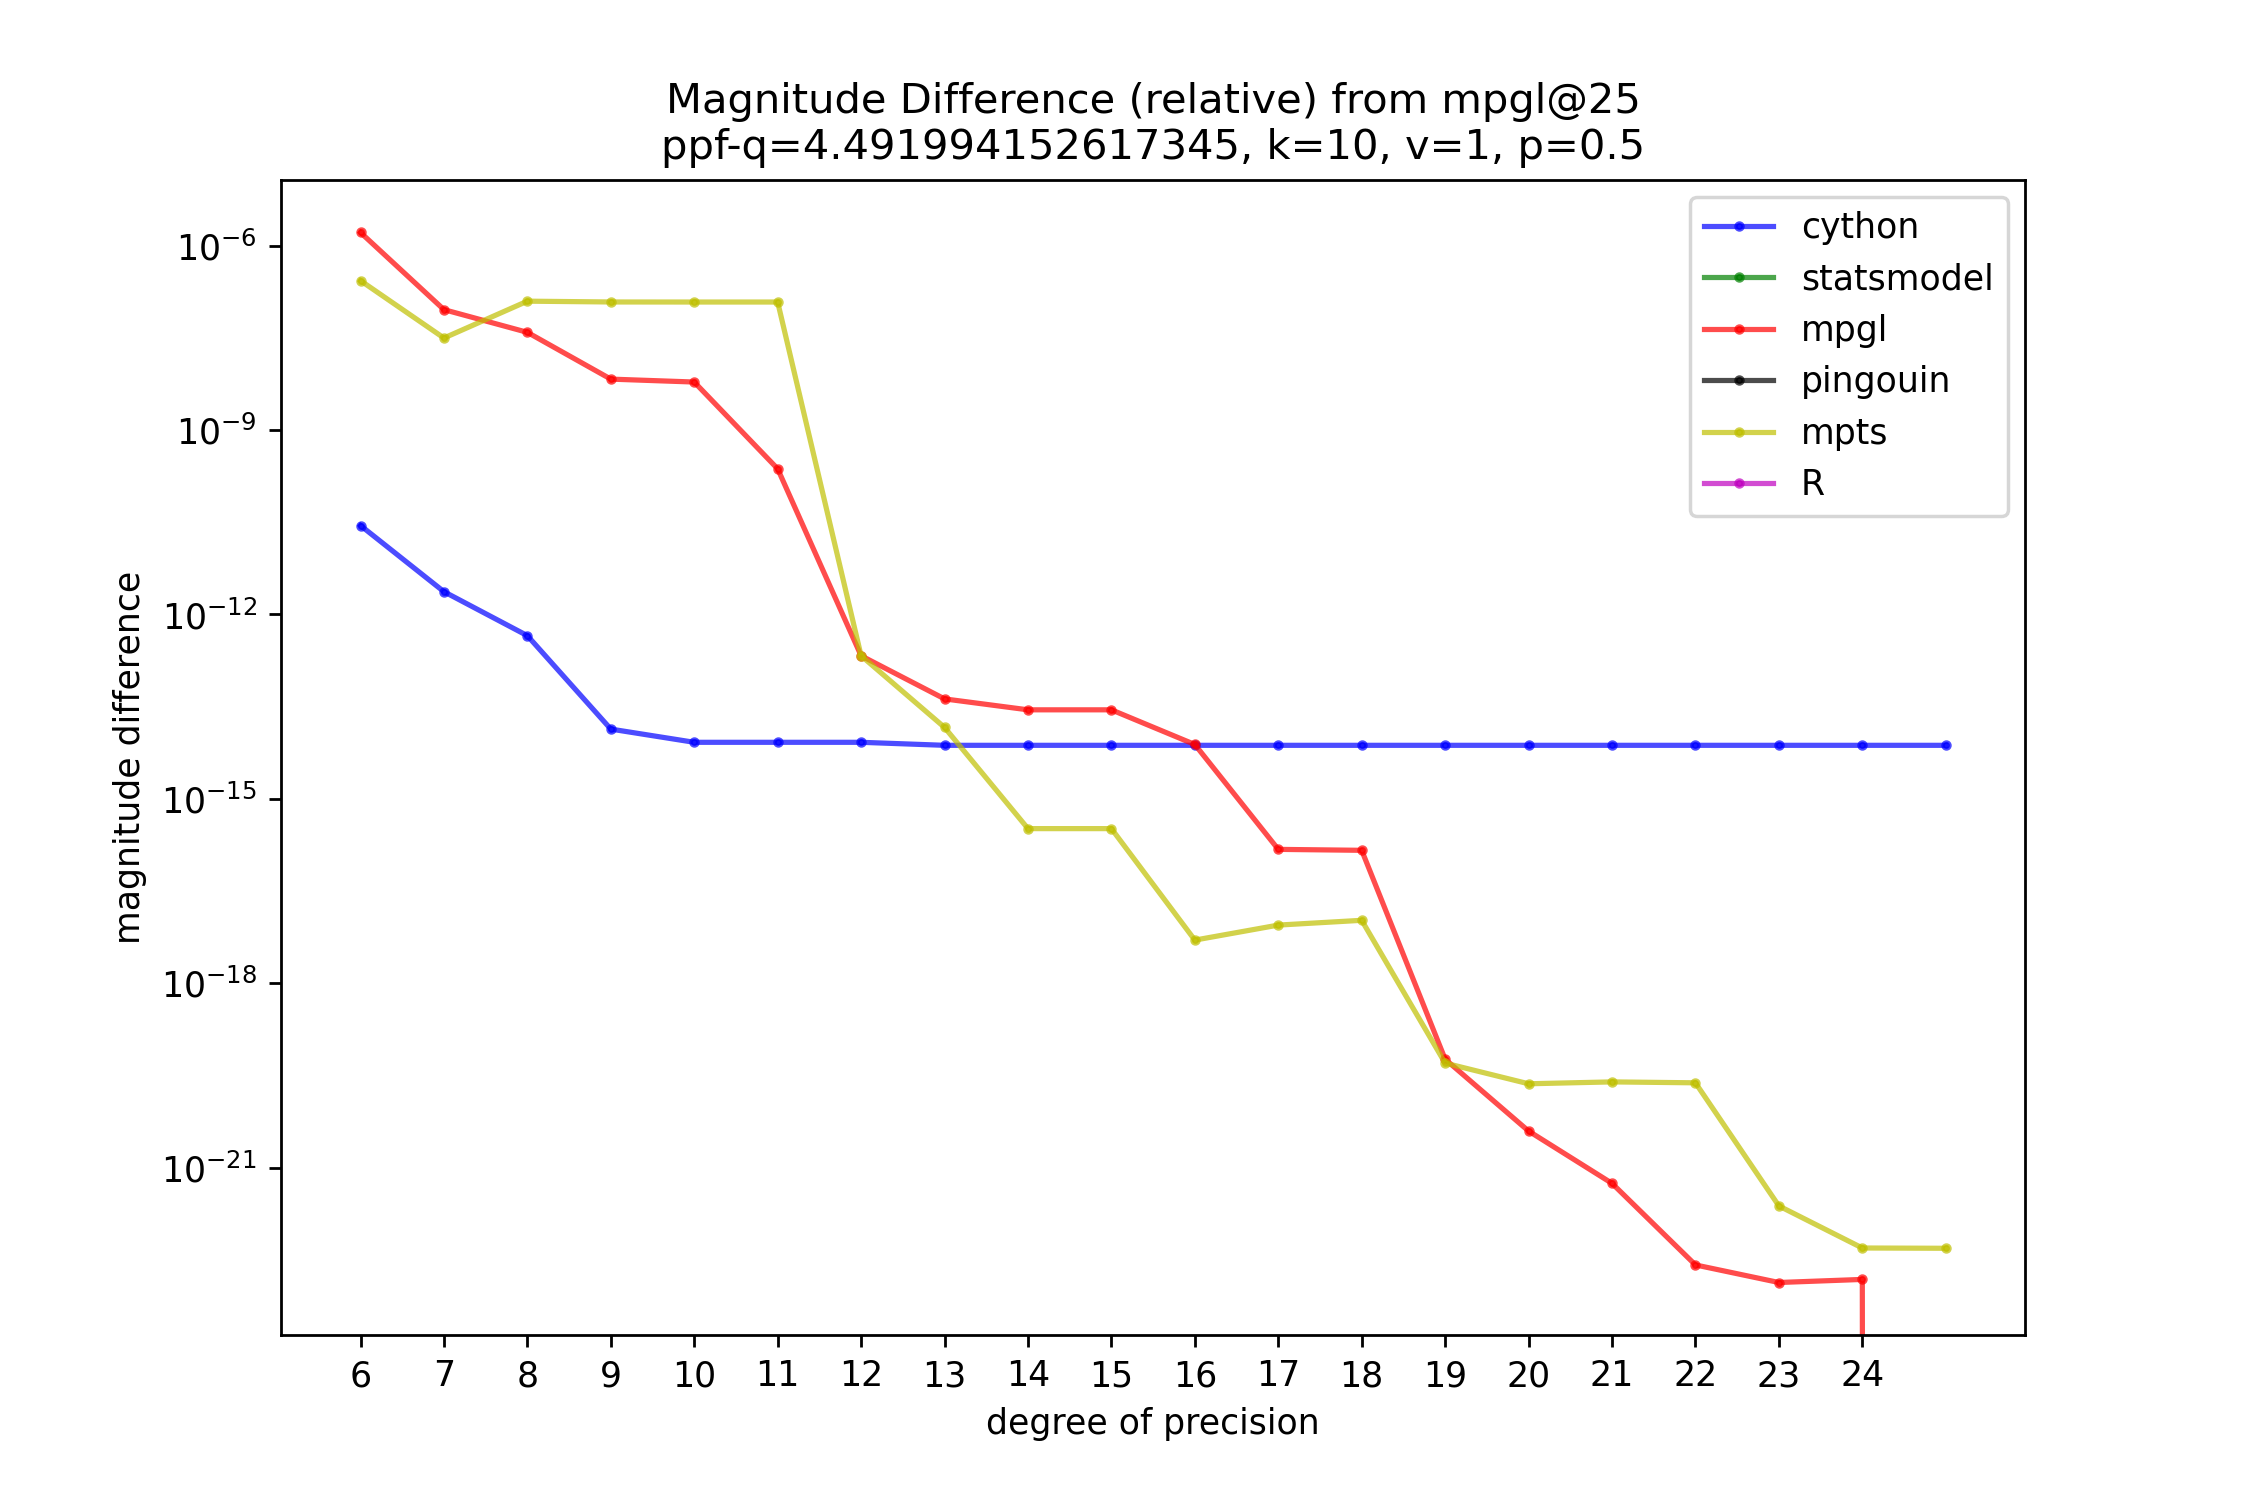 Magnitude Difference (relative) from mpgl@25
ppf-q=4.491994152617345, k=10, v=1, p=0.5
cython
statsmodel
mpgl
pingouin
mpts
R
magnitude difference
10⁻⁶
10⁻⁹
10⁻¹²
10⁻¹⁵
10⁻¹⁸
10⁻²¹
6 7 8 9 10 11 12 13 14 15 16 17 18 19 20 21 22 23 24
degree of precision